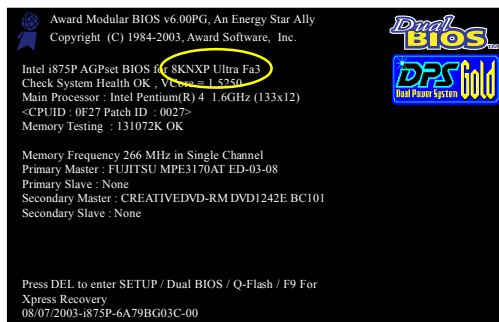 Award Modular BIOS v6.00PG, An Energy Star Ally
Copyright (C) 1984-2003, Award Software, Inc.
Dual
BIOS
TM
Intel i875P AGPset BIOS for 8KNXP Ultra Fa3
Check System Health OK , VCore = 1.5250
Main Processor : Intel Pentium(R) 4 1.6GHz (133x12)
<CPUID : 0F27 Patch ID : 0027>
Memory Testing : 131072K OK
DPS Gold
Dual Power System
Memory Frequency 266 MHz in Single Channel
Primary Master : FUJITSU MPE3170AT ED-03-08
Primary Slave : None
Secondary Master : CREATIVEDVD-RM DVD1242E BC101
Secondary Slave : None
Press DEL to enter SETUP / Dual BIOS / Q-Flash / F9 For
Xpress Recovery
08/07/2003-i875P-6A79BG03C-00